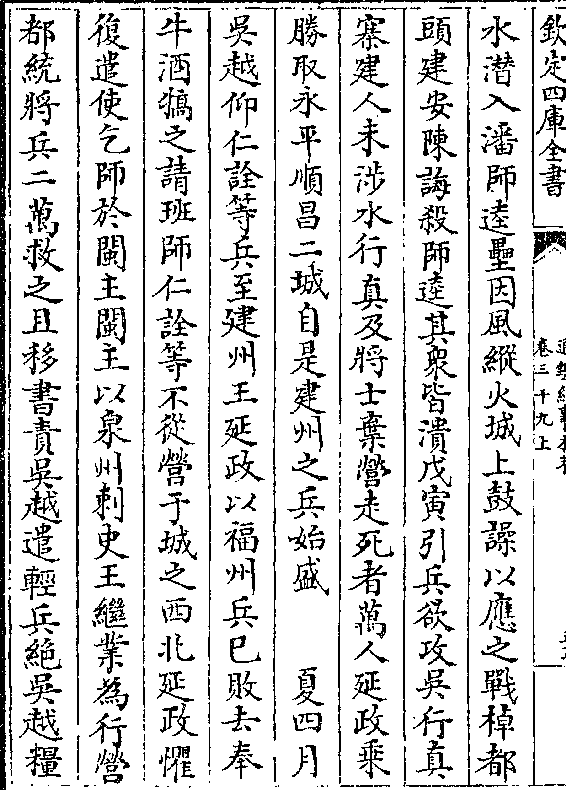 欽定四庫全書
卷三十九上
水潛入潘師逵壘因風縱火城上鼓譟以應之戰棹都
頭建安陳誨殺師逵其衆皆潰戊寅引兵欲攻吳行真
寨建人未涉水行真及將士棄營走死者萬人延政乘
勝取永平順昌二城自是建州之兵始盛　夏四月
吳越仰仁詮等兵至建州王延政以福州兵已敗去奉
牛酒犒之請班師仁詮等不從營于城之西北延政懼
復遣使乞師於閩主閩主以泉州刺史王繼業為行營
都統將兵二萬救之且移書責吳越遣輕兵絶吳越糧